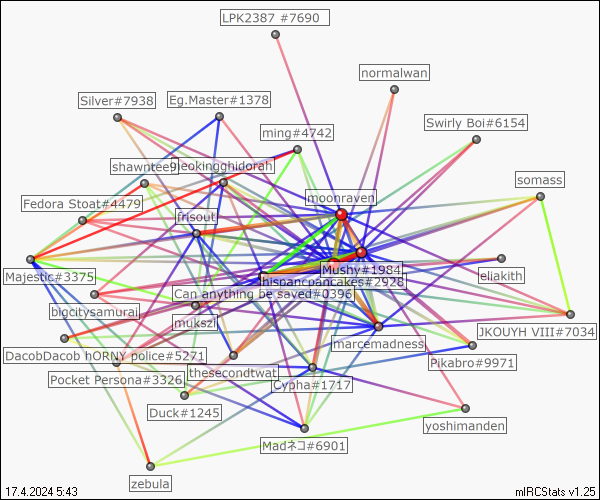 LPK2387 #7690
normalwan
Silver#7938
Eg.Master#1378
Swirly Boi#6154
ming#4742
shawntee
gheokingghidorah
somass
moonraven
Fedora Stoat#4479
frisout
Mushy#1984
Majestic#3375
hispancpancakes#2928
eliakith
Can anything be saved#0396
bigcitysamurai
mukszi
JKOUYH VIII#7034
marcemadness
DacobDacob hORNY police#5271
Pikabro#9971
Pocket Persona#3326
thesecondtwat
Cypha#1717
Duck#1245
yoshimanden
Madネコ#6901
zebula
17.4.2024 5:43
mIRCStats v1.25